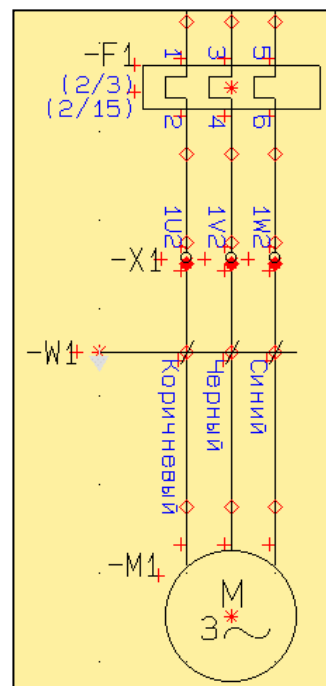 1 3 5
-F1
(2/3)
(2/15)
2 4 6
1U2 1V2 1W2
-X1
-W1
Коричневый Черный Синий
-M1
M
3~